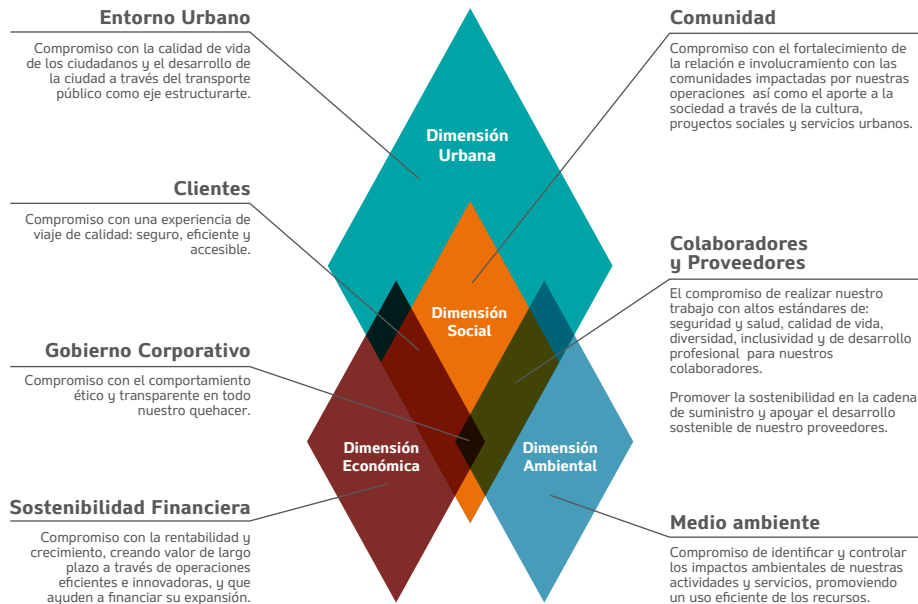 Entorno Urbano
Compromiso con la calidad de vida
de los ciudadanos y el desarrollo de
la ciudad a través del transporte
público como eje estructurarte.
Clientes
Compromiso con una experiencia de
viaje de calidad: seguro, eficiente y
accesible.
Gobierno Corporativo
Compromiso con el comportamiento
ético y transparente en todo
nuestro quehacer.
Sostenibilidad Financiera
Compromiso con la rentabilidad y
crecimiento, creando valor de largo
plazo a través de operaciones
eficientes e innovadoras, y que
ayuden a financiar su expansión.
Dimensión
Urbana
Dimensión
Social
Dimensión
Económica
Dimensión
Ambiental
Comunidad
Compromiso con el fortalecimiento de
la relación e involucramiento con las
comunidades impactadas por nuestras
operaciones así como el aporte a la
sociedad a través de la cultura,
proyectos sociales y servicios urbanos.
Colaboradores
y Proveedores
El compromiso de realizar nuestro
trabajo con altos estándares de:
seguridad y salud, calidad de vida,
diversidad, inclusividad y de desarrollo
profesional para nuestros
colaboradores.
Promover la sostenibilidad en la cadena
de suministro y apoyar el desarrollo
sostenible de nuestro proveedores.
Medio ambiente
Compromiso de identificar y controlar
los impactos ambientales de nuestras
actividades y servicios, promoviendo
un uso eficiente de los recursos.